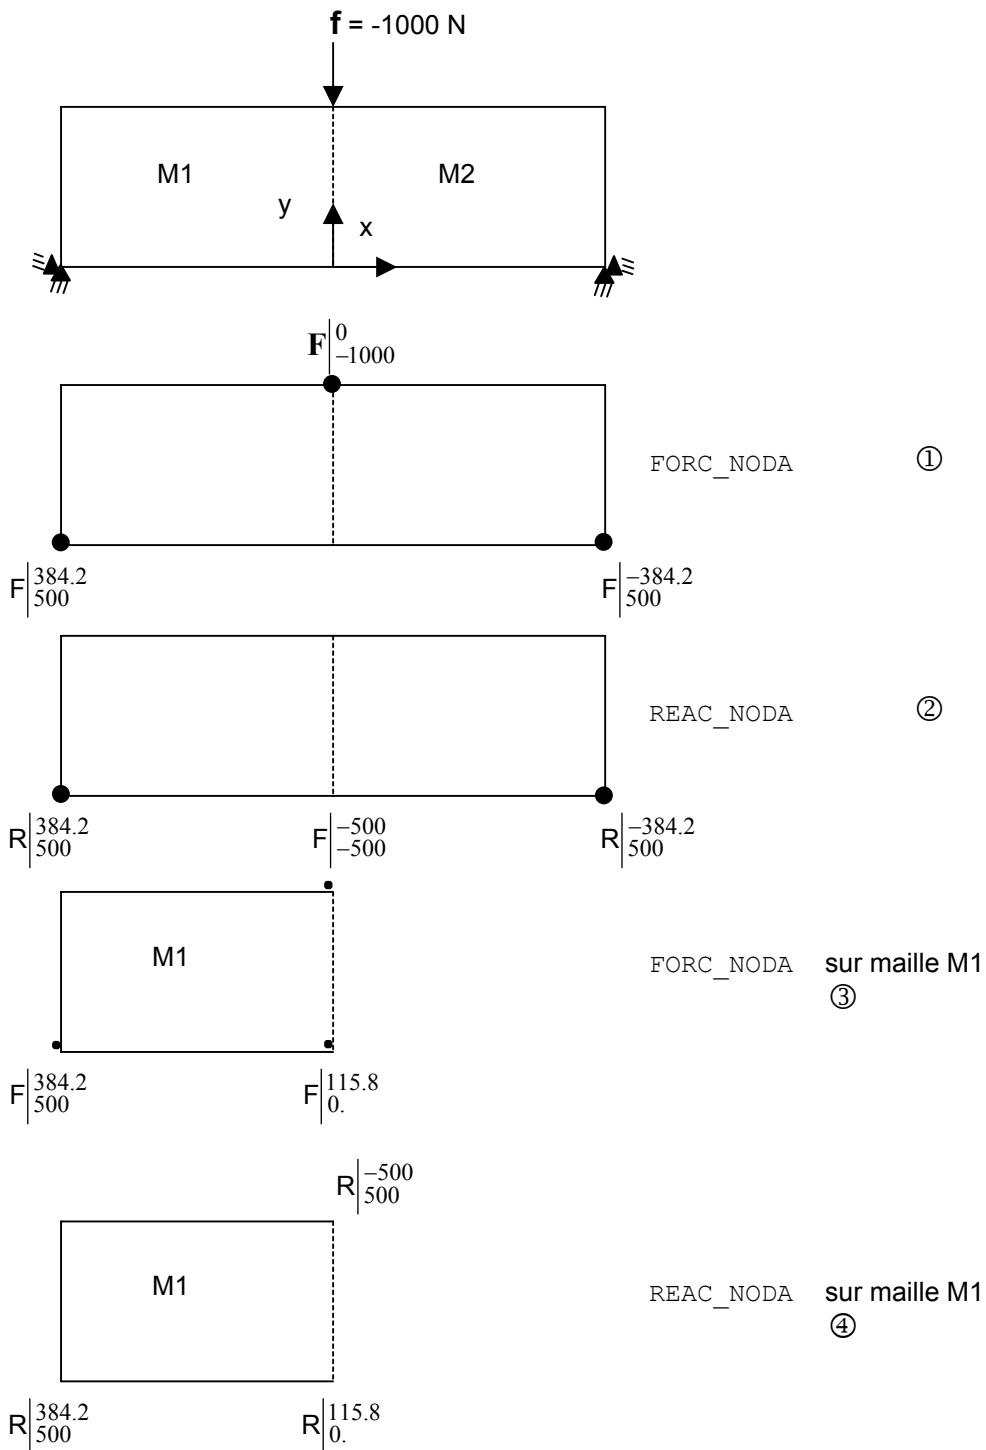 f = -1000 N
M1 M2
y
x
F 0
-1000
FORC_NODA ①
F 384.2
500
F -384.2
500
REAC_NODA ②
R 384.2
500
F -500
-500
R -384.2
500
M1
FORC_NODA sur maille M1
③
F 384.2
500
F 115.8
0.
R -500
500
M1
REAC_NODA sur maille M1
④
R 384.2
500
R 115.8
0.